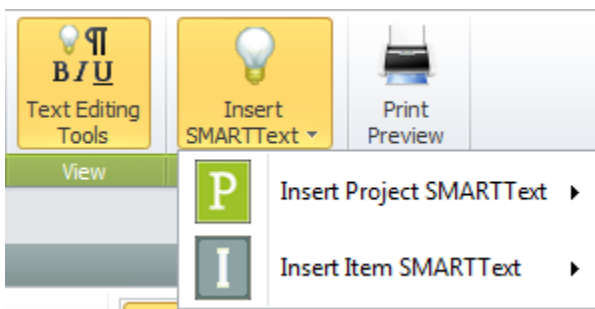 ¶
B I U
Text Editing
Tools
Insert
SMARTText
Print
Preview
View
P
Insert Project SMARTText
I
Insert Item SMARTText